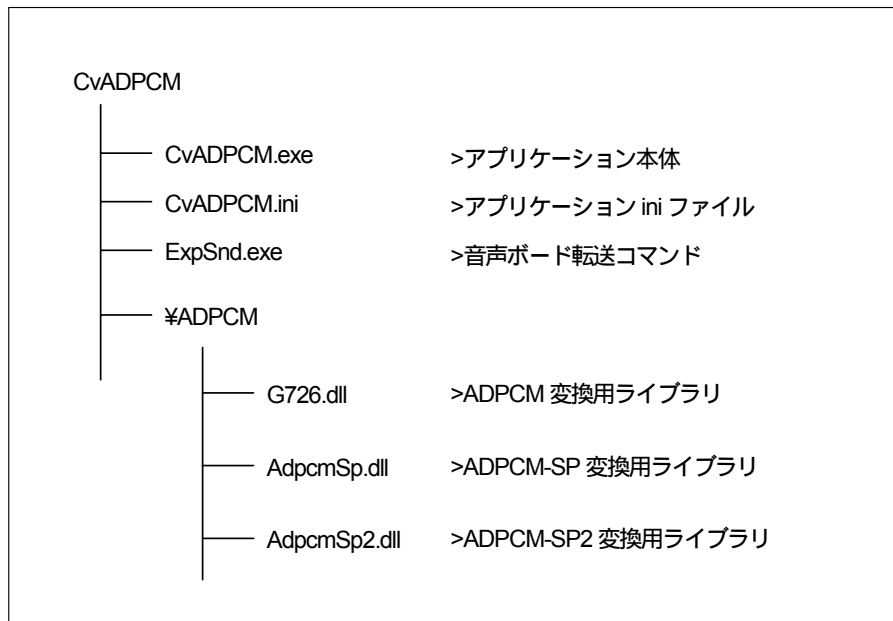 CvADPCM
CvADPCM.exe >アプリケーション本体
CvADPCM.ini >アプリケーション ini ファイル
ExpSnd.exe >音声ボード転送コマンド
¥ADPCM
G726.dll >ADPCM 変換用ライブラリ
AdpcmSp.dll >ADPCM-SP 変換用ライブラリ
AdpcmSp2.dll >ADPCM-SP2 変換用ライブラリ